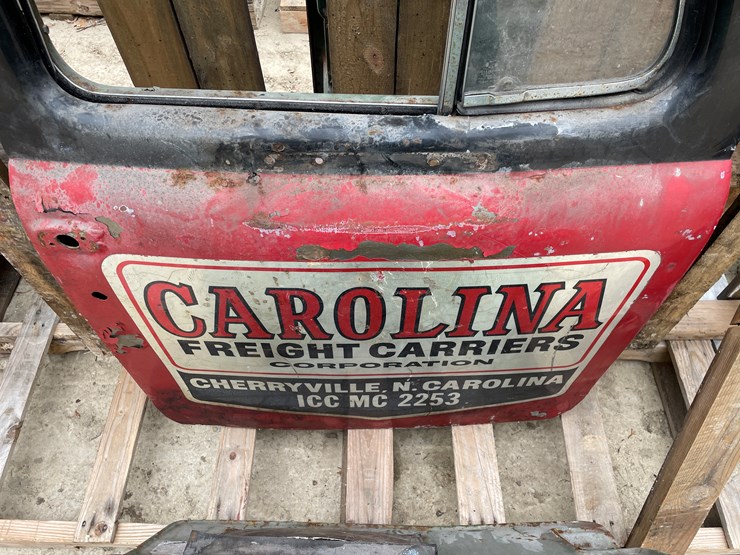 CAROLINA
FREIGHT CARRIERS
CORPORATION
CHERRYVILLE, N. CAROLINA
ICC MC 2253